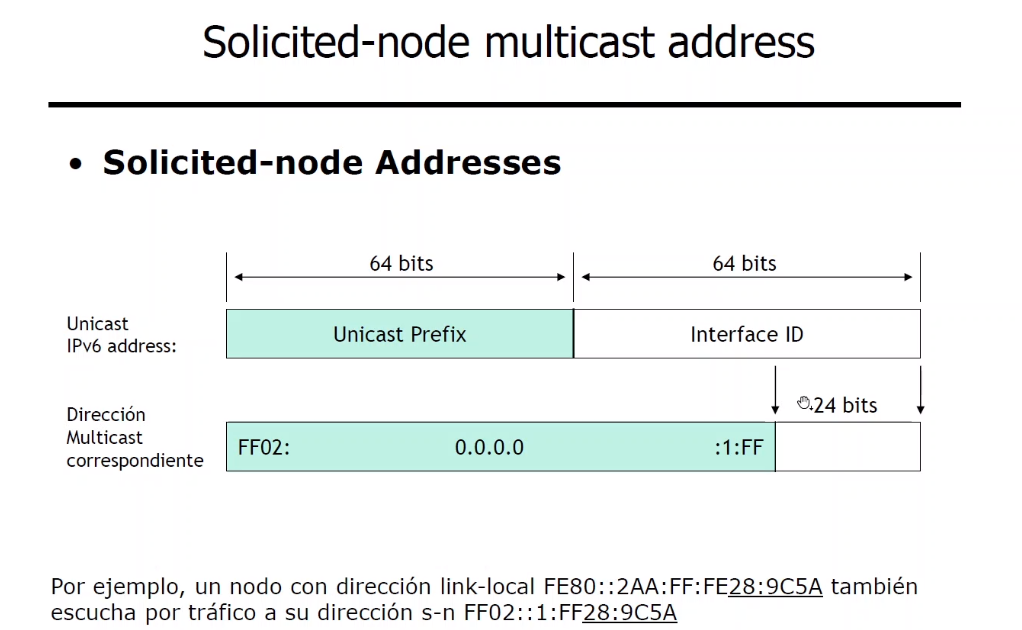 Solicited-node multicast address
• Solicited-node Addresses
64 bits 64 bits
Unicast
IPv6 address:
Unicast Prefix Interface ID
24 bits
Dirección
Multicast
correspondiente
FF02: 0.0.0.0 :1:FF
Por ejemplo, un nodo con dirección link-local FE80::2AA:FF:FE28:9C5A también
escucha por tráfico a su dirección s-n FF02::1:FF28:9C5A